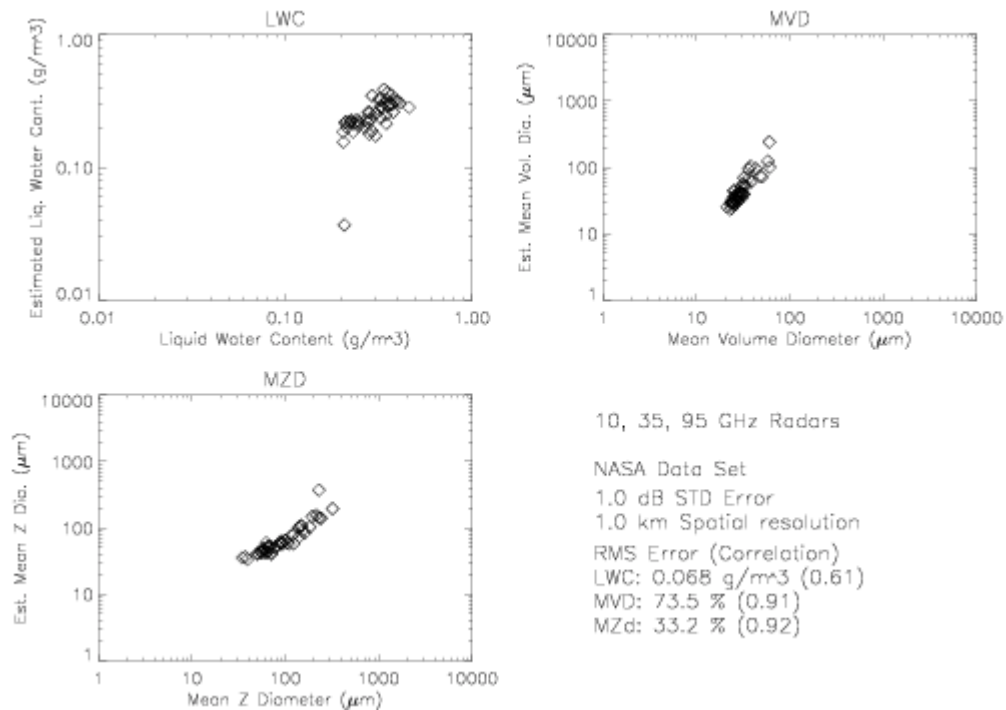 LWC
1.00
0.10
0.01
Estimated Liq. Water Cont. (g/m^3)
0.01
0.10
1.00
Liquid Water Content (g/m^3)
MVD
10000
1000
100
10
1
Est. Mean Vol. Dia. (μm)
1
10
100
1000
10000
Mean Volume Diameter (μm)
MZD
10000
1000
100
10
1
Est. Mean Z Dia. (μm)
1
10
100
1000
10000
Mean Z Diameter (μm)
10, 35, 95 GHz Radars
NASA Data Set
1.0 dB STD Error
1.0 km Spatial resolution
RMS Error (Correlation)
LWC: 0.068 g/m^3 (0.61)
MVD: 73.5 % (0.91)
MZd: 33.2 % (0.92)